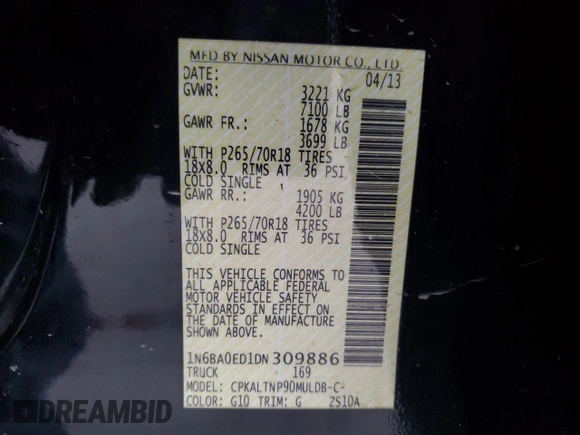 MFD BY NISSAN MOTOR CO., LTD.
DATE: 04/13
GVWR: 3221 KG
7100 LB
GAWR FR.: 1678 KG
3699 LB
WITH P265/70R18 TIRES
18X8.0 RIMS AT 36 PSI
COLD SINGLE
GAWR RR.: 1905 KG
4200 LB
WITH P265/70R18 TIRES
18X8.0 RIMS AT 36 PSI
COLD SINGLE
THIS VEHICLE CONFORMS TO
ALL APPLICABLE FEDERAL
MOTOR VEHICLE SAFETY
STANDARDS IN EFFECT ON
THE DATE OF MANUFACTURE
SHOWN ABOVE.
1N6BA0ED1DN309886
TRUCK 169
MODEL: CPKALTNP90MULDB-C-
COLOR: G10 TRIM: G ZS10A
RideSafely
AUTOBIDMASTER